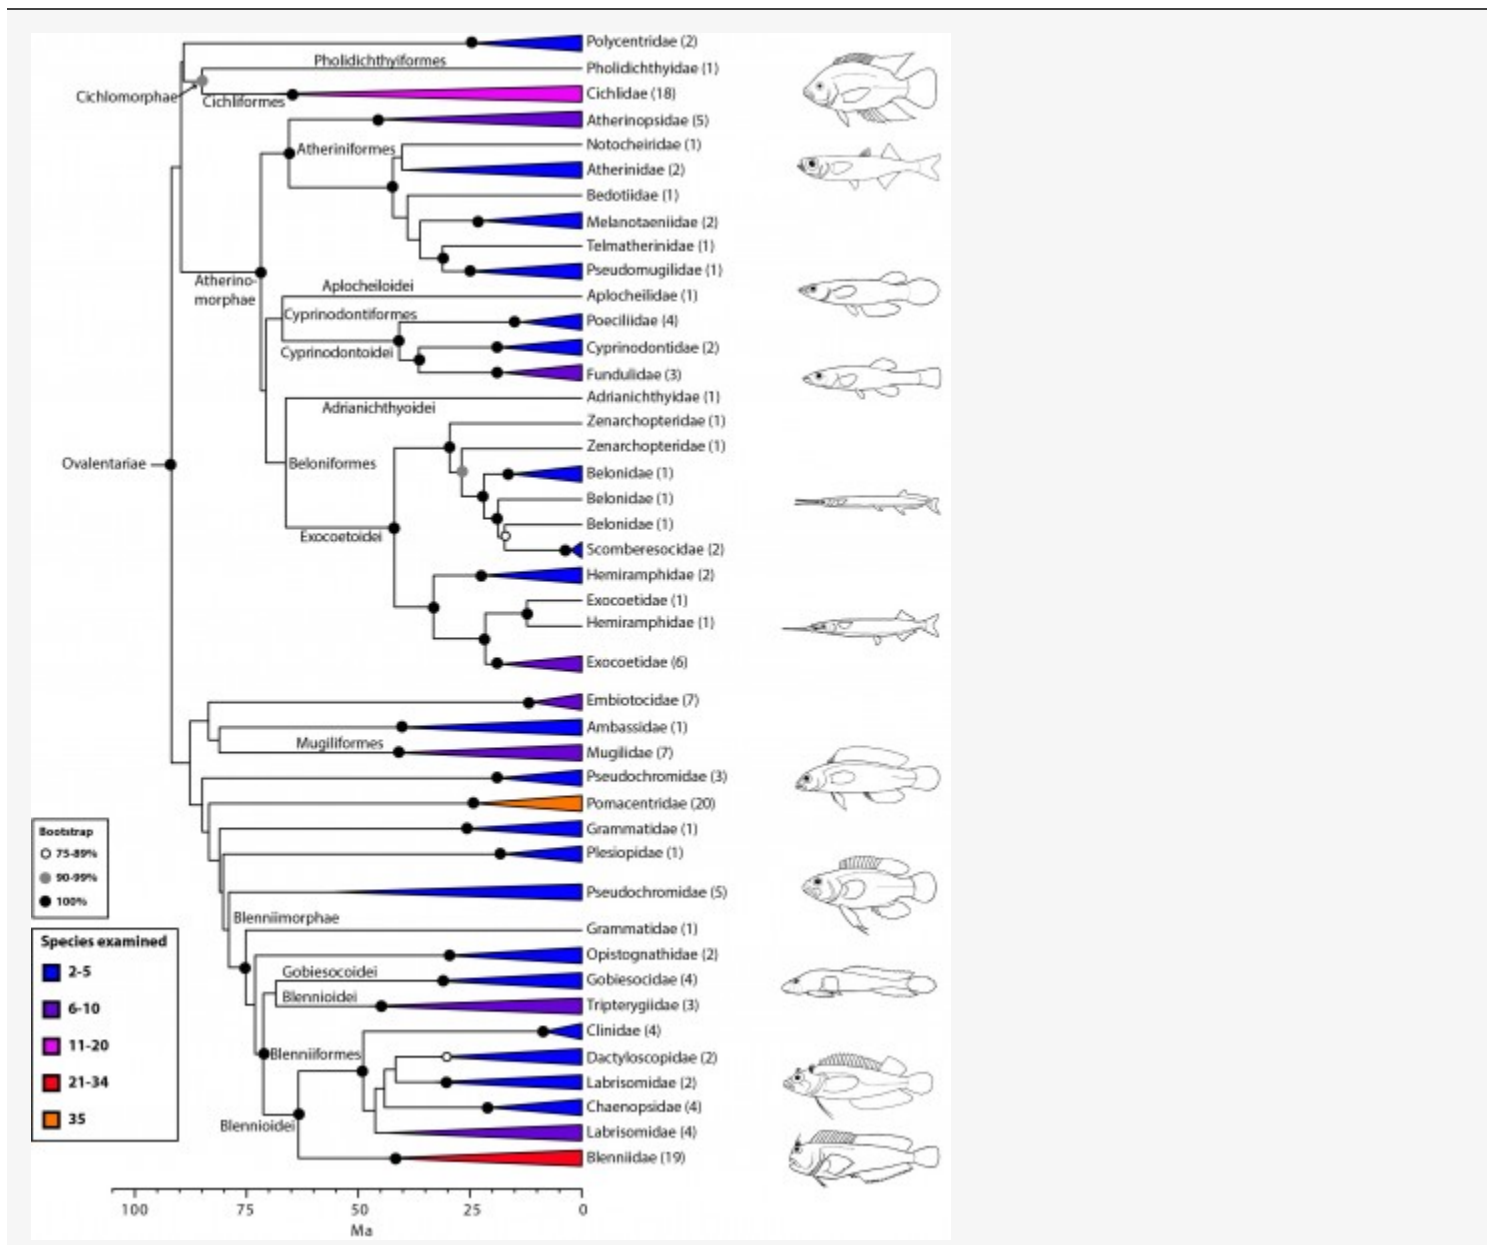 Polycentridae (2)
Pholidichthyiformes
Pholidichthyidae (1)
Cichlomorphae
Cichliformes
Cichlidae (18)
Atherinopsidae (5)
Atheriniformes
Notocheiridae (1)
Atherinidae (2)
Bedotiidae (1)
Melanotaeniidae (2)
Telmatherinidae (1)
Pseudomugilidae (1)
Atherino-
morphae
Aplocheiloidei
Aplocheilidae (1)
Cyprinodontiformes
Poeciliidae (4)
Cyprinodontoidei
Cyprinodontidae (2)
Fundulidae (3)
Adrianichthyidae (1)
Adrianichthyoidei
Zenarchopteridae (1)
Zenarchopteridae (1)
Ovalentariae
Beloniformes
Belonidae (1)
Belonidae (1)
Belonidae (1)
Exocoetoidei
Scomberesocidae (2)
Hemiramphidae (2)
Exocoetidae (1)
Hemiramphidae (1)
Exocoetidae (6)
Embiotocidae (7)
Ambassidae (1)
Mugiliformes
Mugilidae (7)
Pseudochromidae (3)
Pomacentridae (20)
Grammatidae (1)
Plesiopidae (1)
Pseudochromidae (5)
Blenniimorphae
Grammatidae (1)
Opistognathidae (2)
Gobiesocoidei
Gobiesocidae (4)
Blennioidei
Tripterygiidae (3)
Clinidae (4)
Blenniiformes
Dactyloscopidae (2)
Labrisomidae (2)
Chaenopsidae (4)
Blennioidei
Labrisomidae (4)
Blenniidae (19)
Bootstrap
75-89%
90-99%
100%
Species examined
2-5
6-10
11-20
21-34
35
100 75 50 25 0
Ma